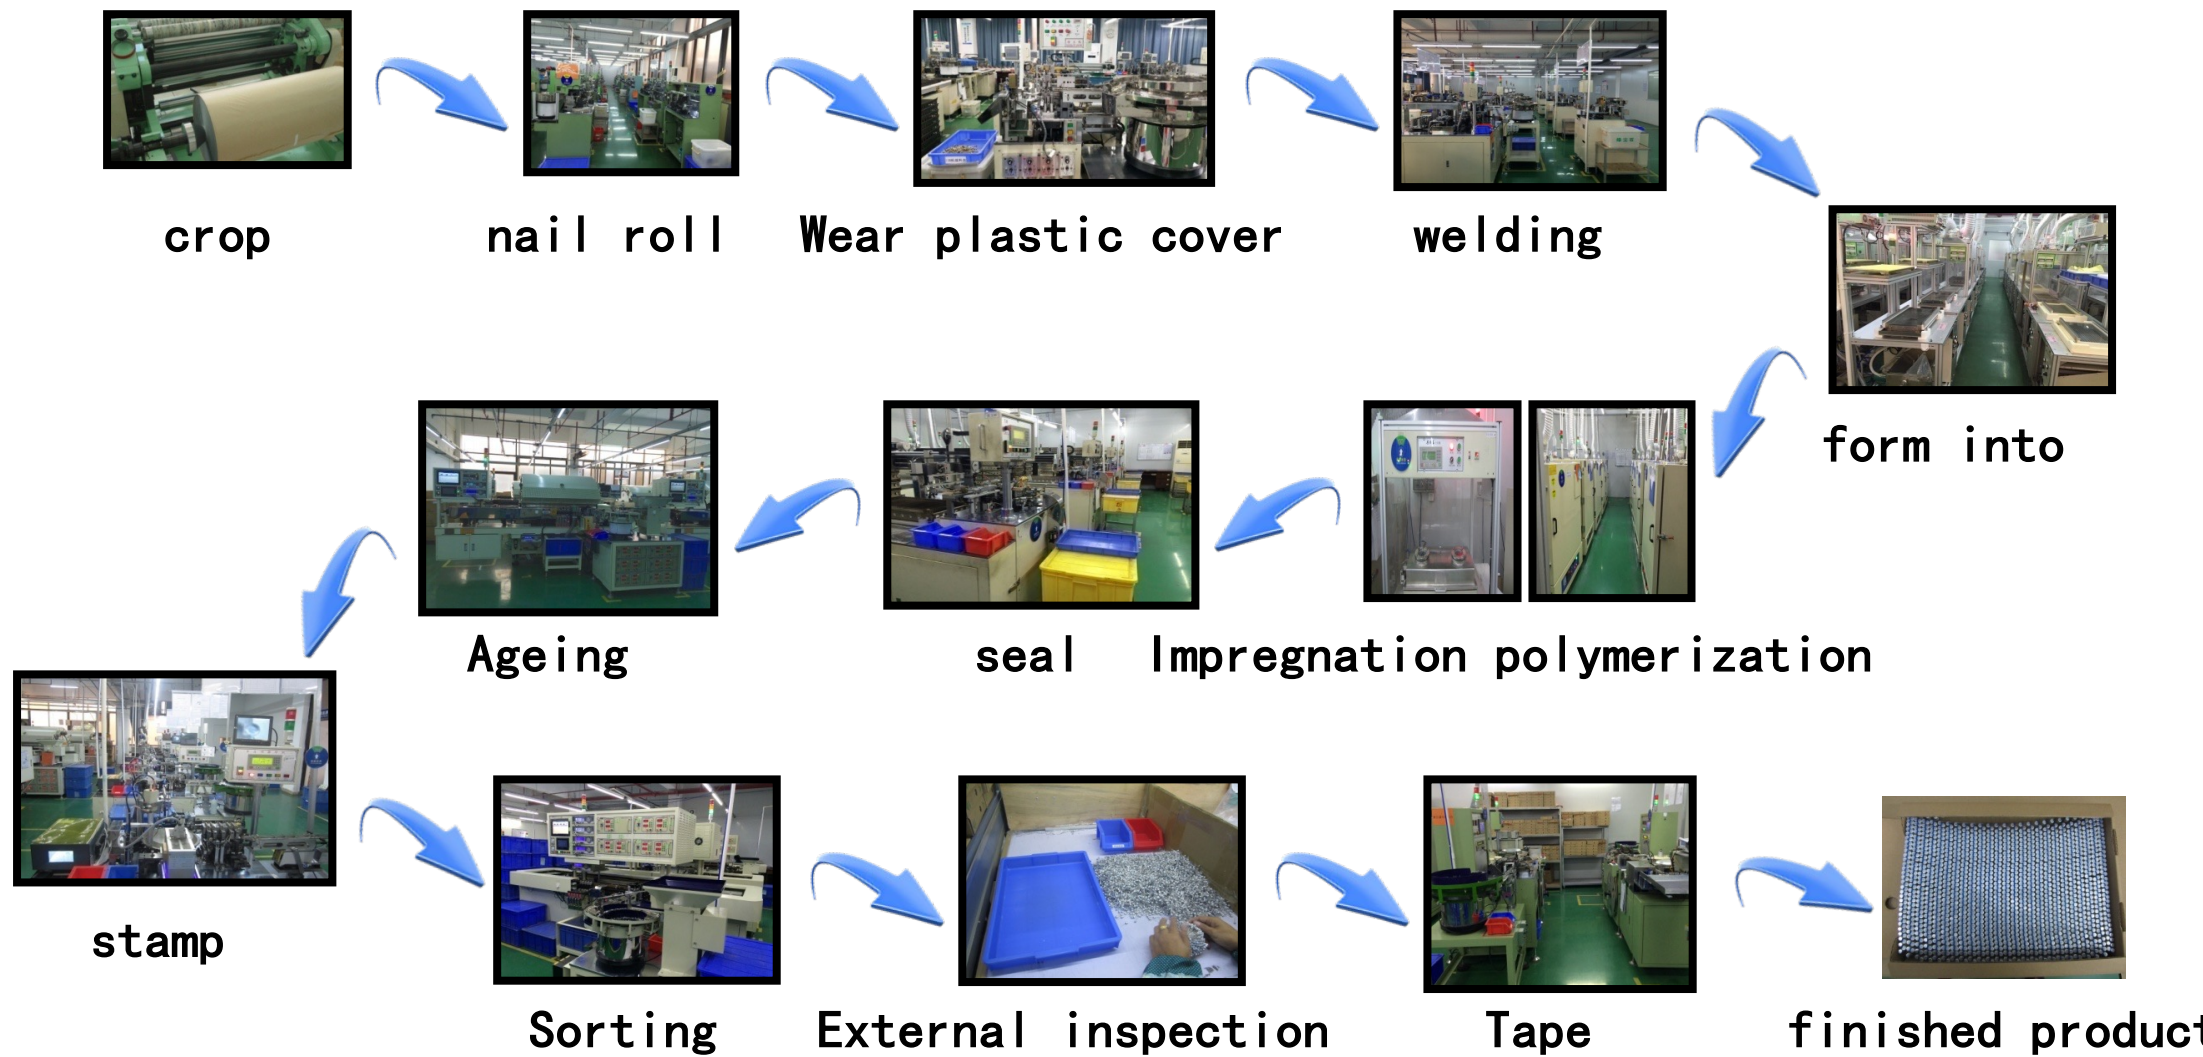 crop
nail roll
Wear plastic cover
welding
form into
Impregnation polymerization
seal
Ageing
stamp
Sorting
External inspection
Tape
finished product